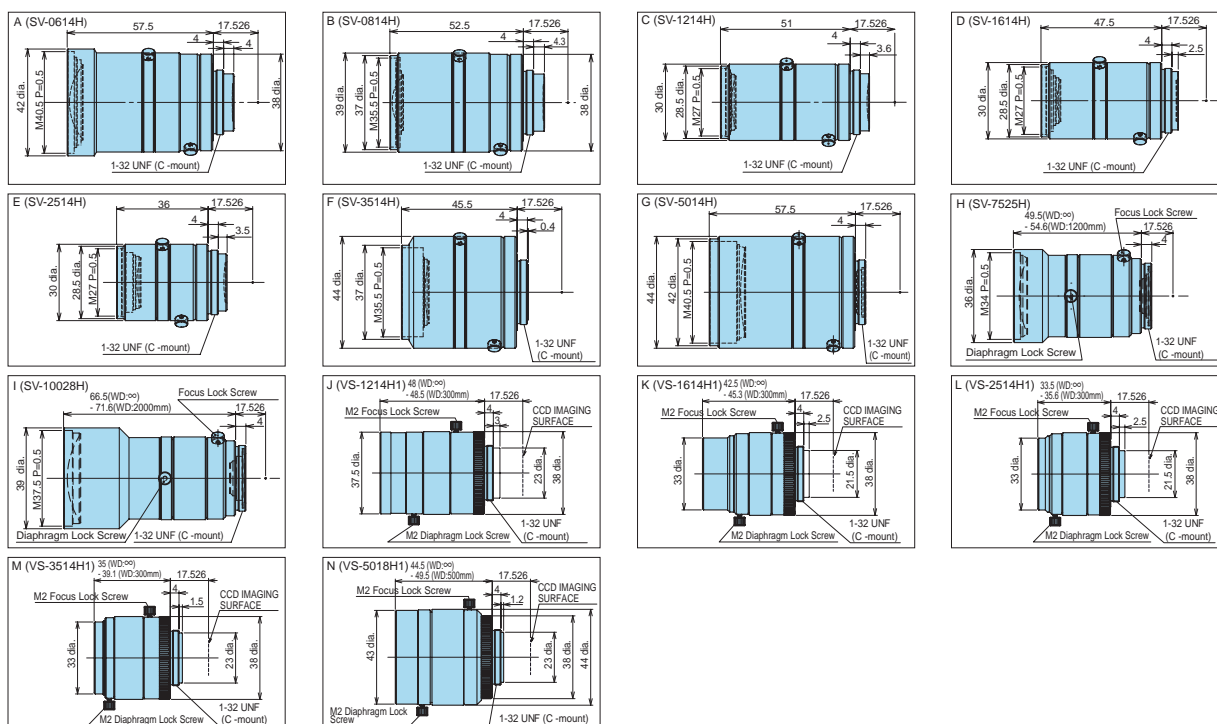 A (SV-0614H)
57.5
17.526
4
4
42 dia.
M40.5 P=0.5
38 dia.
1-32 UNF (C -mount)
B (SV-0814H)
52.5
17.526
4
4.3
39 dia.
37 dia.
M35.5 P=0.5
38 dia.
1-32 UNF (C -mount)
C (SV-1214H)
51
17.526
4
3.6
30 dia.
28.5 dia.
M27 P=0.5
1-32 UNF (C -mount)
D (SV-1614H)
47.5
17.526
4
2.5
30 dia.
28.5 dia.
M27 P=0.5
1-32 UNF (C -mount)
E (SV-2514H)
36
17.526
4
3.5
30 dia.
28.5 dia.
M27 P=0.5
1-32 UNF (C -mount)
F (SV-3514H)
45.5
17.526
4
0.4
44 dia.
37 dia.
M35.5 P=0.5
1-32 UNF
(C -mount)
G (SV-5014H)
57.5
17.526
4
44 dia.
42 dia.
M40.5 P=0.5
1-32 UNF
(C -mount)
H (SV-7525H)
49.5(WD:∞)
- 54.6(WD:1200mm)
Focus Lock Screw
17.526
4
36 dia.
M34 P=0.5
Diaphragm Lock Screw
1-32 UNF
(C -mount)
I (SV-10028H)
66.5(WD:∞)
- 71.6(WD:2000mm)
Focus Lock Screw
17.526
4
39 dia.
M37.5 P=0.5
Diaphragm Lock Screw
1-32 UNF (C -mount)
J (VS-1214H1)
48 (WD:∞)
- 48.5 (WD:300mm)
17.526
M2 Focus Lock Screw
4
3
CCD IMAGING
SURFACE
37.5 dia.
23 dia.
38 dia.
1-32 UNF
(C -mount)
M2 Diaphragm Lock Screw
K (VS-1614H1)
42.5 (WD:∞)
- 45.3 (WD:300mm)
17.526
M2 Focus Lock Screw
4
2.5
CCD IMAGING
SURFACE
33 dia.
21.5 dia.
38 dia.
1-32 UNF
(C -mount)
M2 Diaphragm Lock Screw
L (VS-2514H1)
33.5 (WD:∞)
- 35.6 (WD:300mm)
17.526
M2 Focus Lock Screw
4
2.5
CCD IMAGING
SURFACE
33 dia.
21.5 dia.
38 dia.
1-32 UNF
(C -mount)
M2 Diaphragm Lock Screw
M (VS-3514H1)
35 (WD:∞)
- 39.1 (WD:300mm)
17.526
M2 Focus Lock Screw
4
1.5
CCD IMAGING
SURFACE
33 dia.
23 dia.
38 dia.
1-32 UNF
(C -mount)
M2 Diaphragm Lock Screw
N (VS-5018H1)
44.5 (WD:∞)
- 49.5 (WD:500mm)
17.526
M2 Focus Lock Screw
4
1.2
CCD IMAGING
SURFACE
43 dia.
23 dia.
38 dia.
44 dia.
M2 Diaphragm Lock
Screw
1-32 UNF (C -mount)